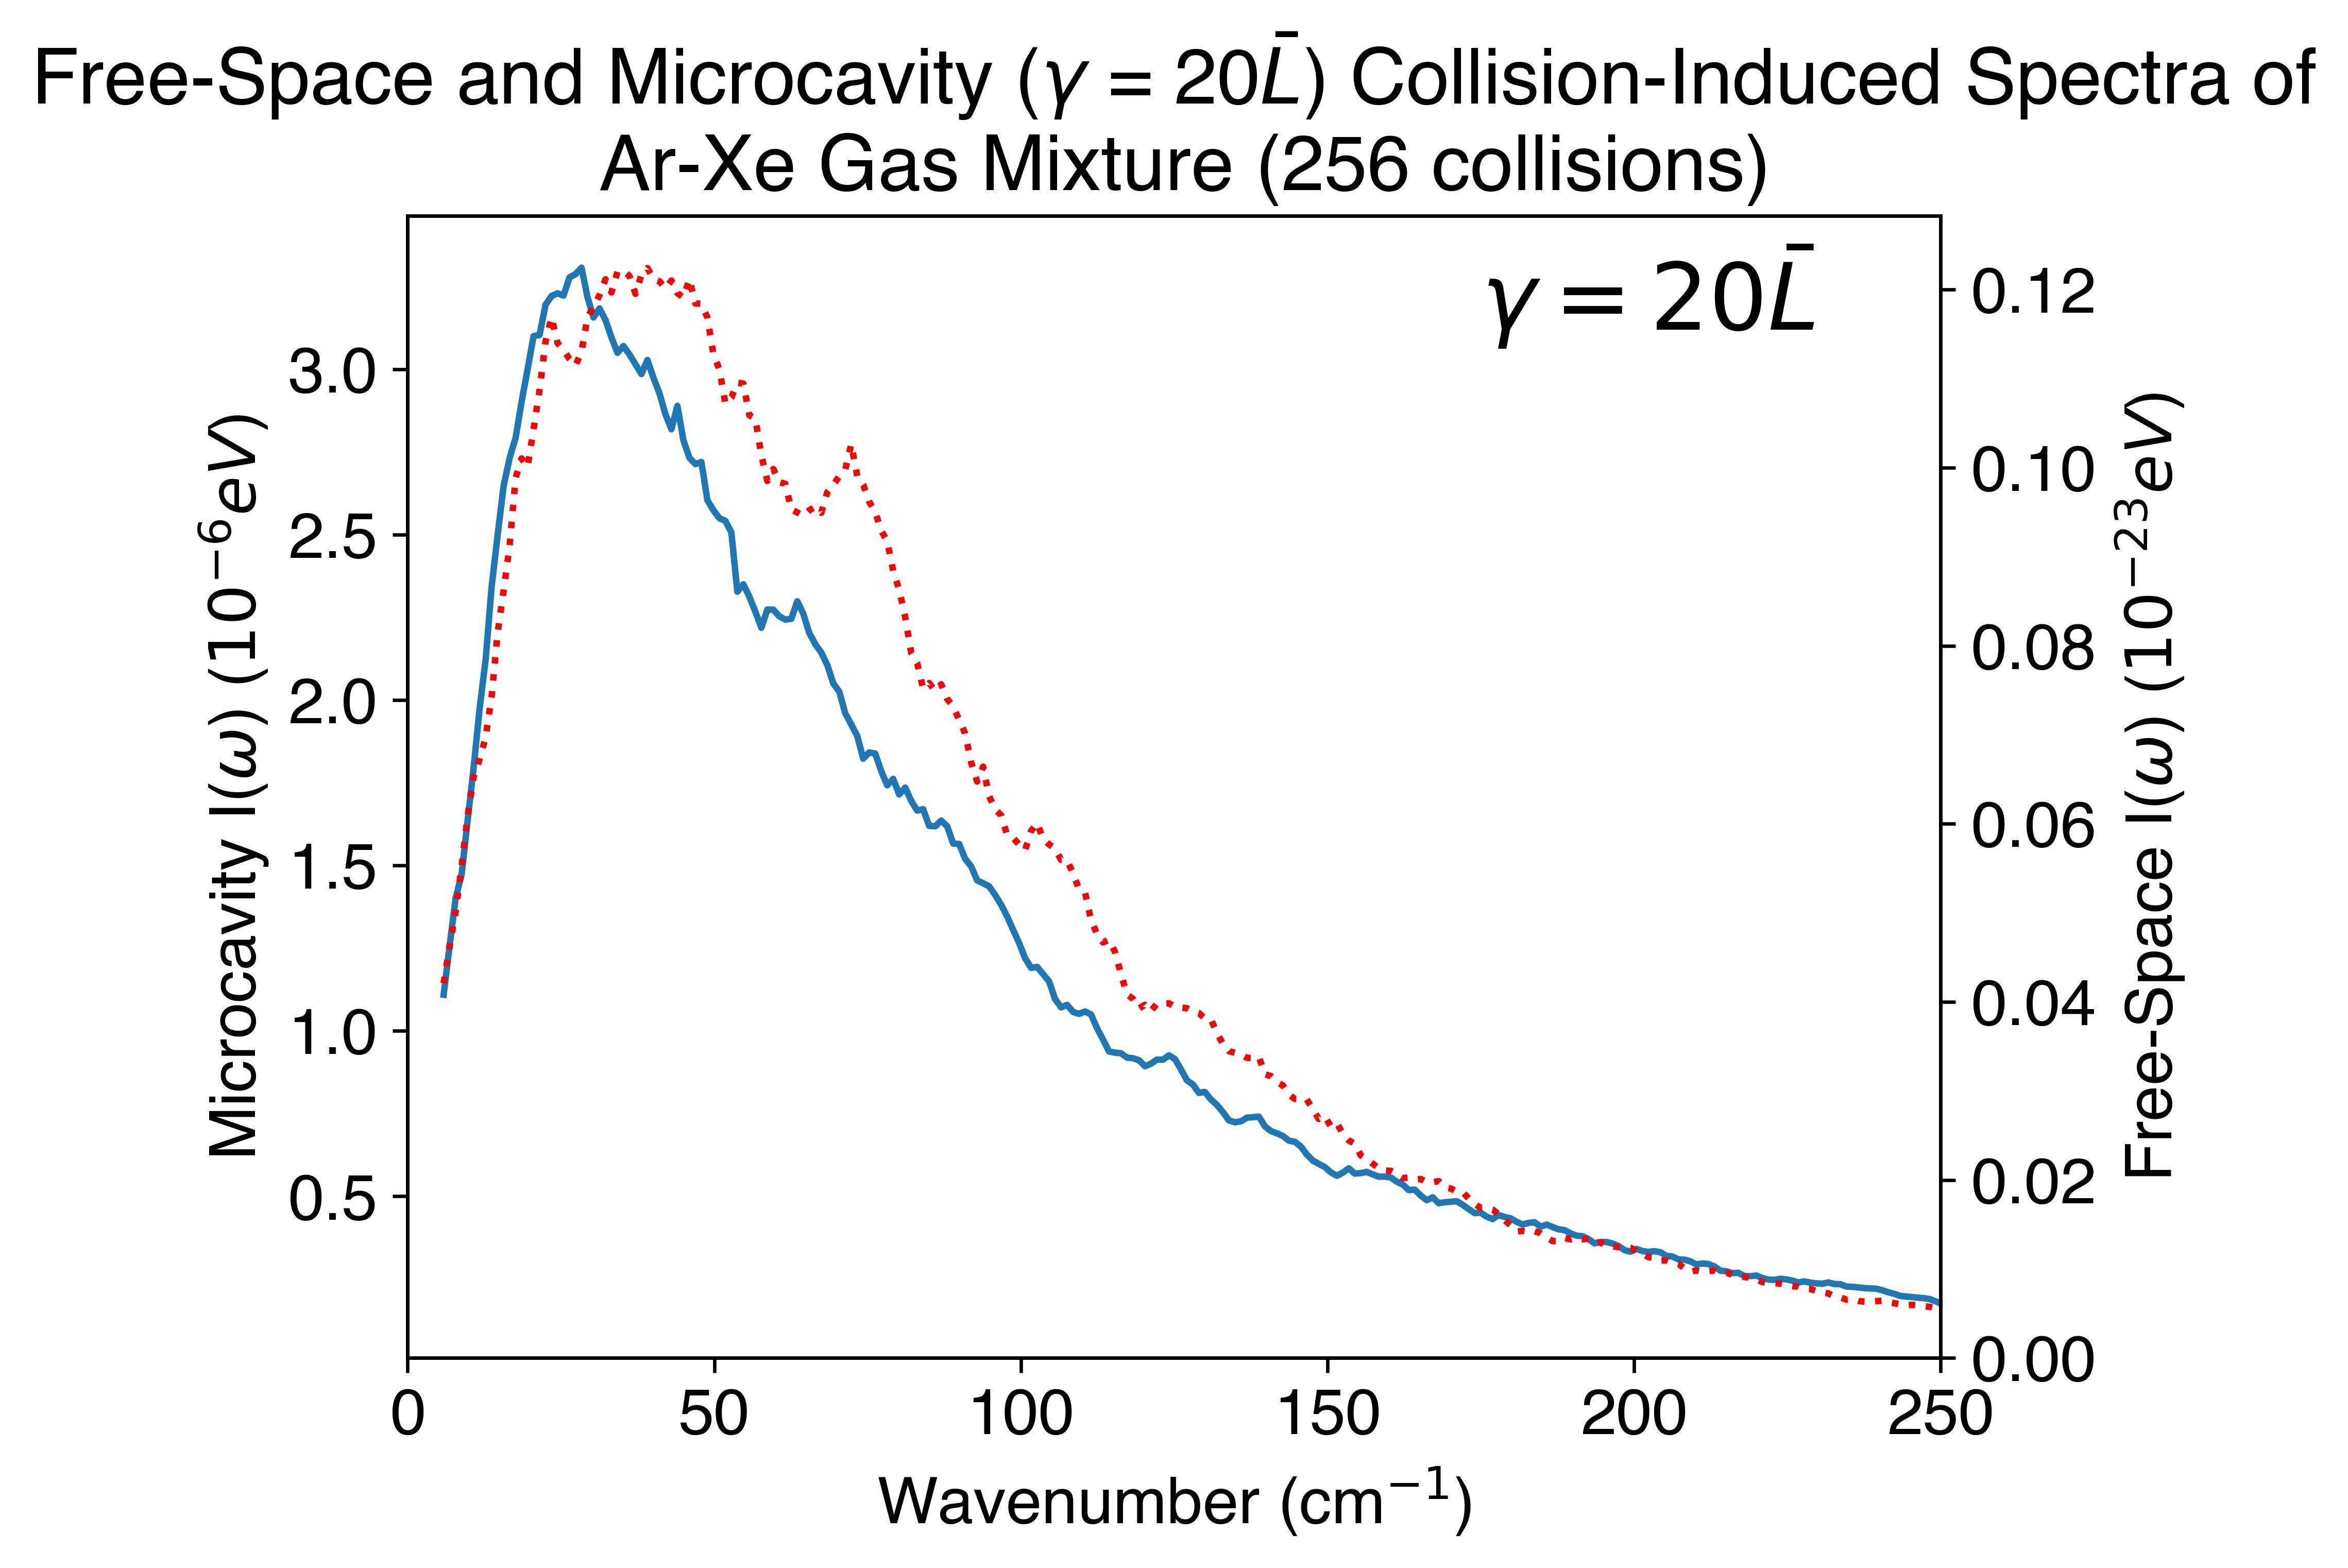 Free-Space and Microcavity (γ = 20L̄) Collision-Induced Spectra of
Ar-Xe Gas Mixture (256 collisions)
γ = 20L̄
Microcavity I(ω) (10⁻⁶eV)
3.0
2.5
2.0
1.5
1.0
0.5
0.12
0.10
0.08
0.06
0.04
0.02
0.00
Free-Space I(ω) (10⁻²³eV)
0 50 100 150 200 250
Wavenumber (cm⁻¹)